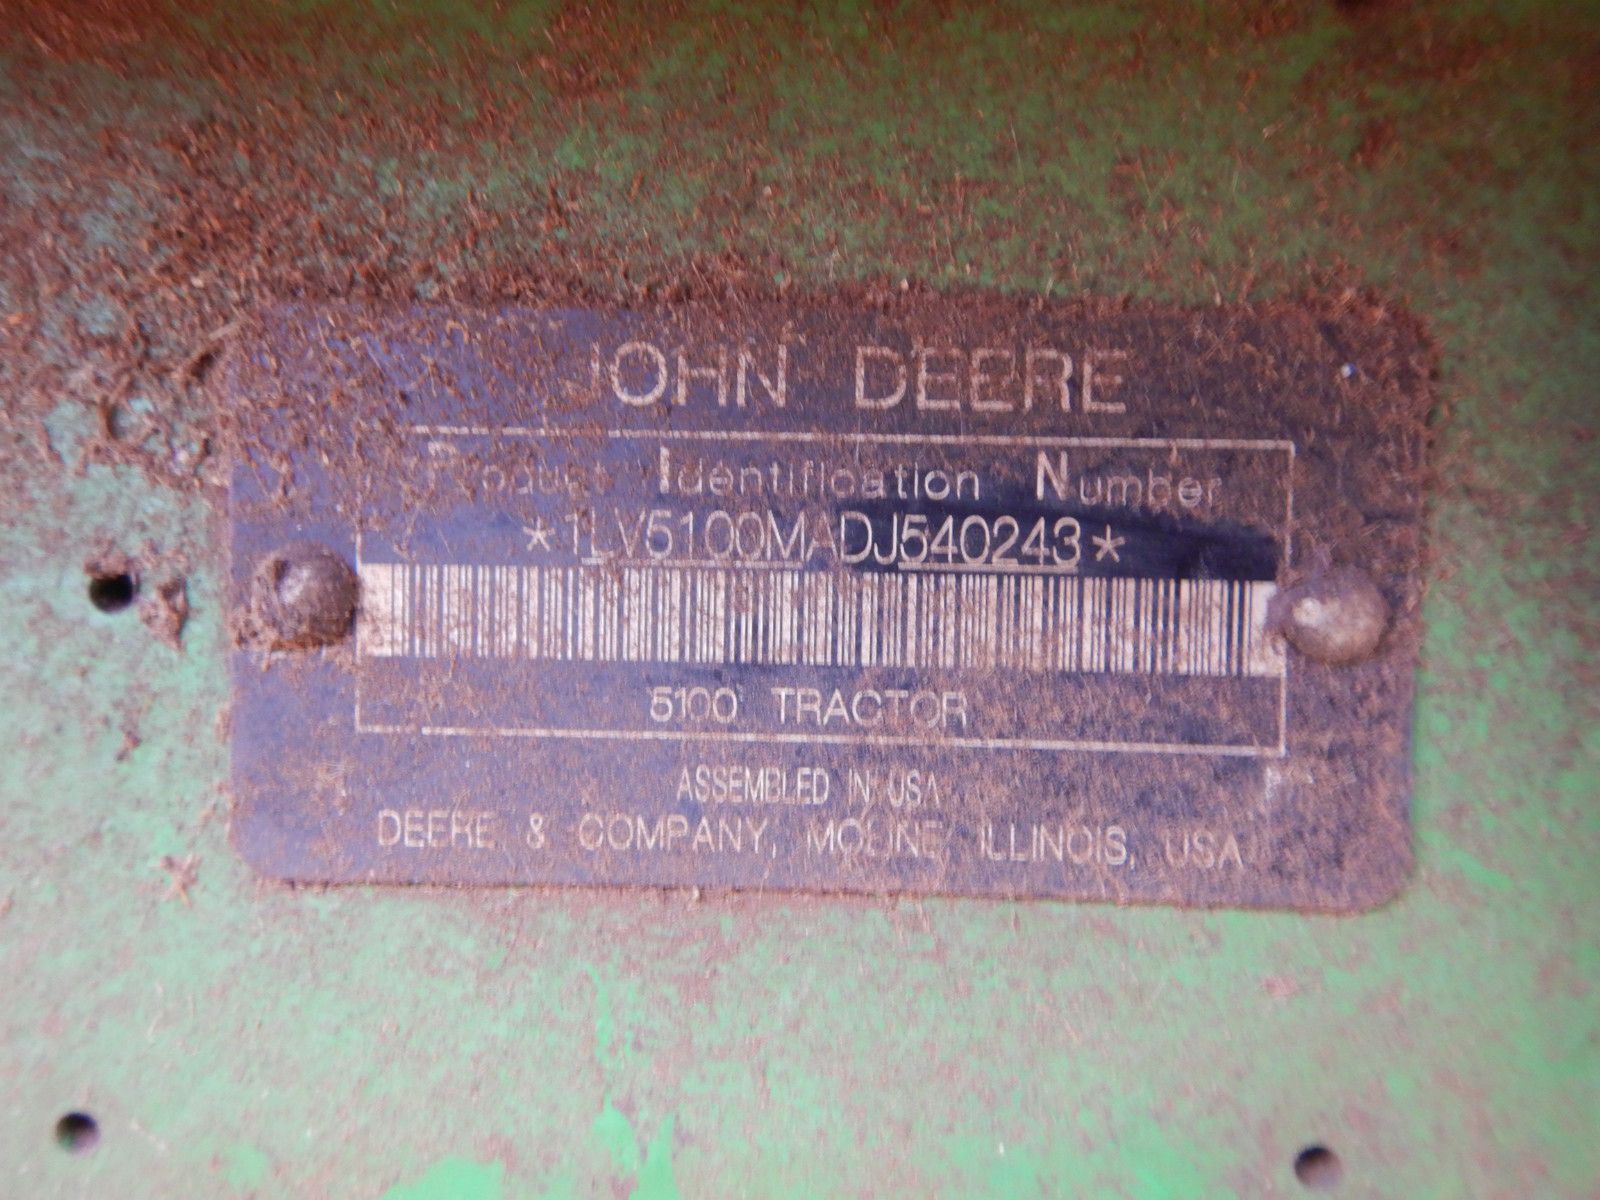 JOHN DEERE
Product Identification Number
*1LV5100MADJ540243*
5100 TRACTOR
ASSEMBLED IN USA
DEERE & COMPANY, MOLINE, ILLINOIS, USA